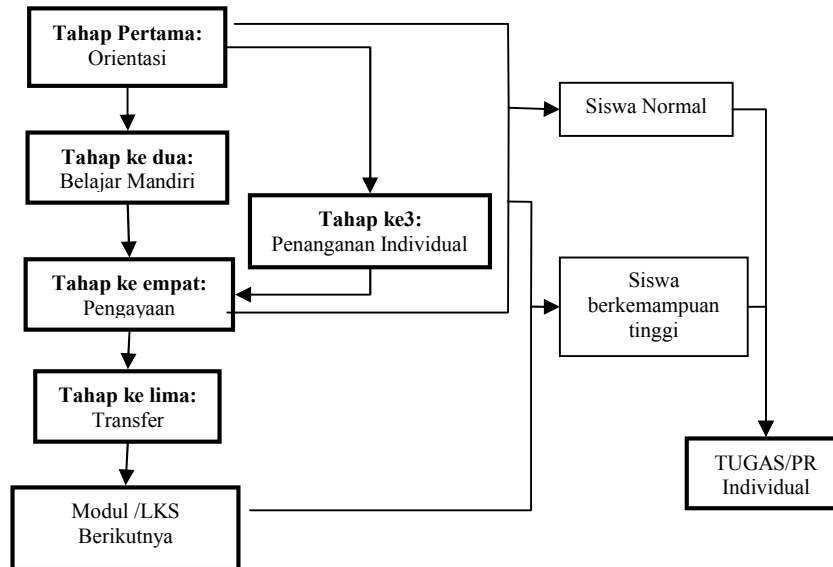 Tahap Pertama:
Orientasi
Siswa Normal
Tahap ke dua:
Belajar Mandiri
Tahap ke3:
Penanganan Individual
Tahap ke empat:
Pengayaan
Siswa
berkemampuan
tinggi
Tahap ke lima:
Transfer
TUGAS/PR
Individual
Modul /LKS
Berikutnya